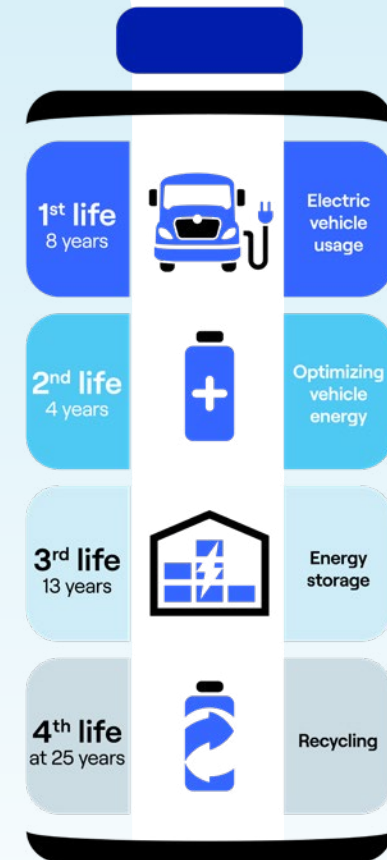 1st life
8 years
Electric
vehicle
usage
2nd life
4 years
Optimizing
vehicle
energy
3rd life
13 years
Energy
storage
4th life
at 25 years
Recycling